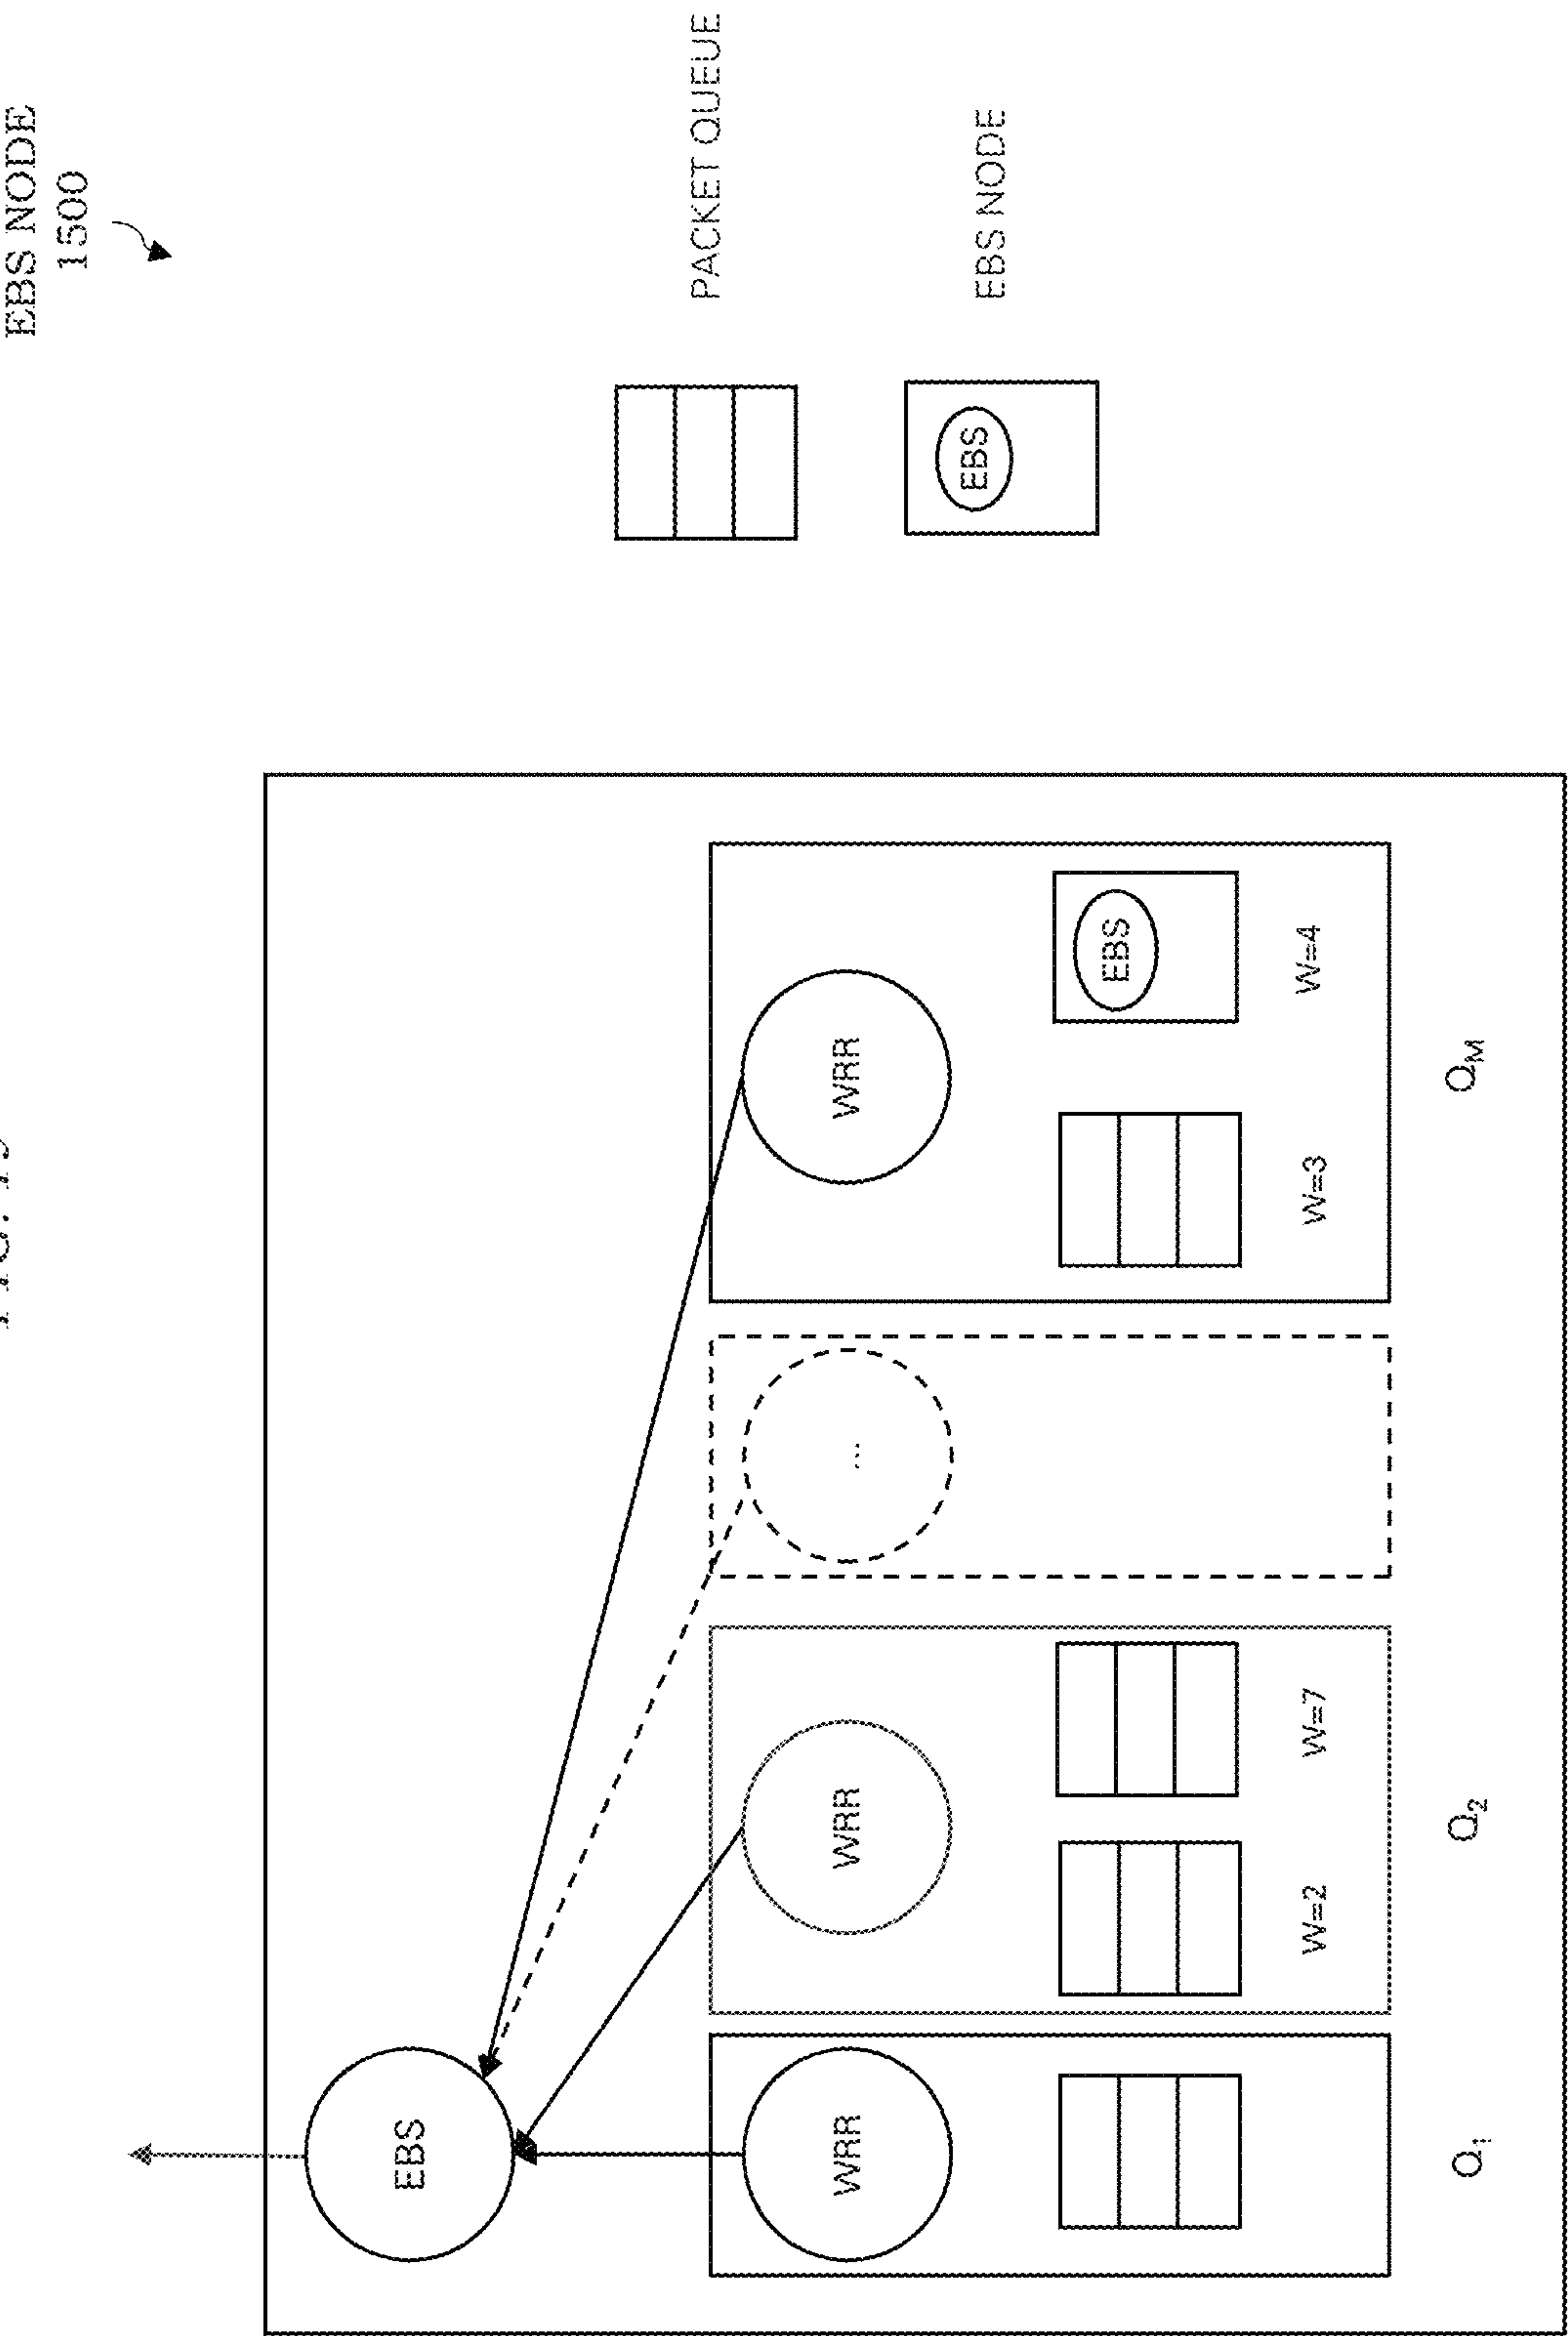 EBS NODE
1500
PACKET QUEUE
EBS
EBS NODE
EBS
WRR
WRR
...
WRR
EBS
W=2
W=7
W=3
W=4
Q1
Q2
QM